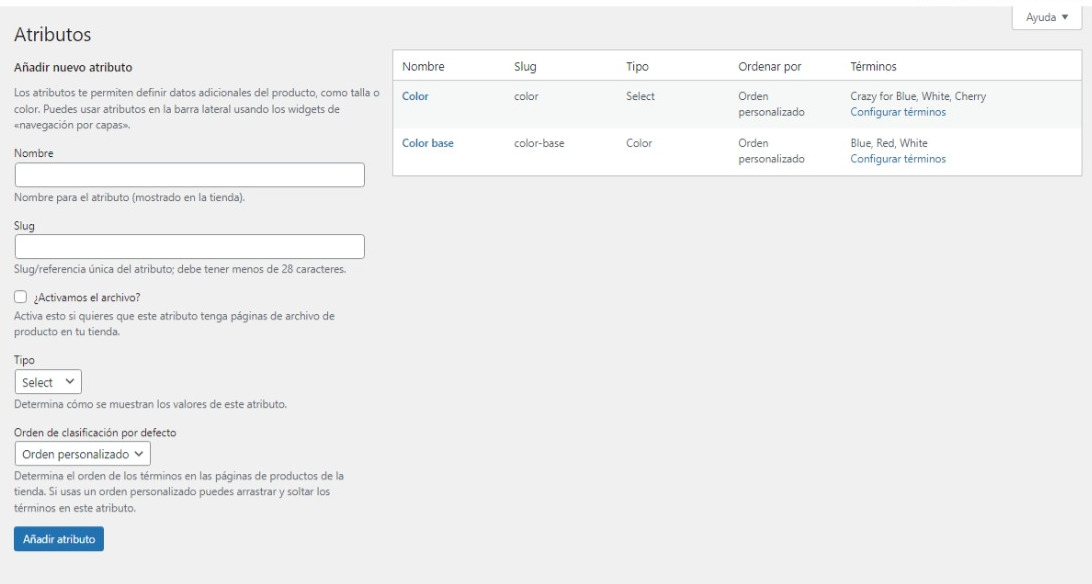 Ayuda ▼
Atributos
Añadir nuevo atributo
Los atributos te permiten definir datos adicionales del producto, como talla o
color. Puedes usar atributos en la barra lateral usando los widgets de
«navegación por capas».
Nombre
Nombre para el atributo (mostrado en la tienda).
Slug
Slug/referencia única del atributo; debe tener menos de 28 caracteres.
¿Activamos el archivo?
Activa esto si quieres que este atributo tenga páginas de archivo de
producto en tu tienda.
Tipo
Select
Determina cómo se muestran los valores de este atributo.
Orden de clasificación por defecto
Orden personalizado
Determina el orden de los términos en las páginas de productos de la
tienda. Si usas un orden personalizado puedes arrastrar y soltar los
términos en este atributo.
Añadir atributo
Nombre Slug Tipo Ordenar por Términos
Color color Select Orden Crazy for Blue, White, Cherry
personalizado Configurar términos
Color base color-base Color Orden Blue, Red, White
personalizado Configurar términos